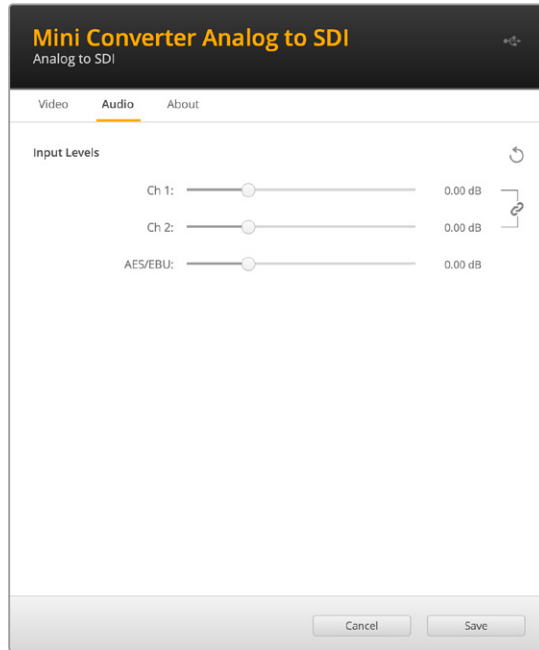 Mini Converter Analog to SDI
Analog to SDI
Video Audio About
Input Levels
Ch 1: 0.00 dB
Ch 2: 0.00 dB
AES/EBU: 0.00 dB
Cancel Save